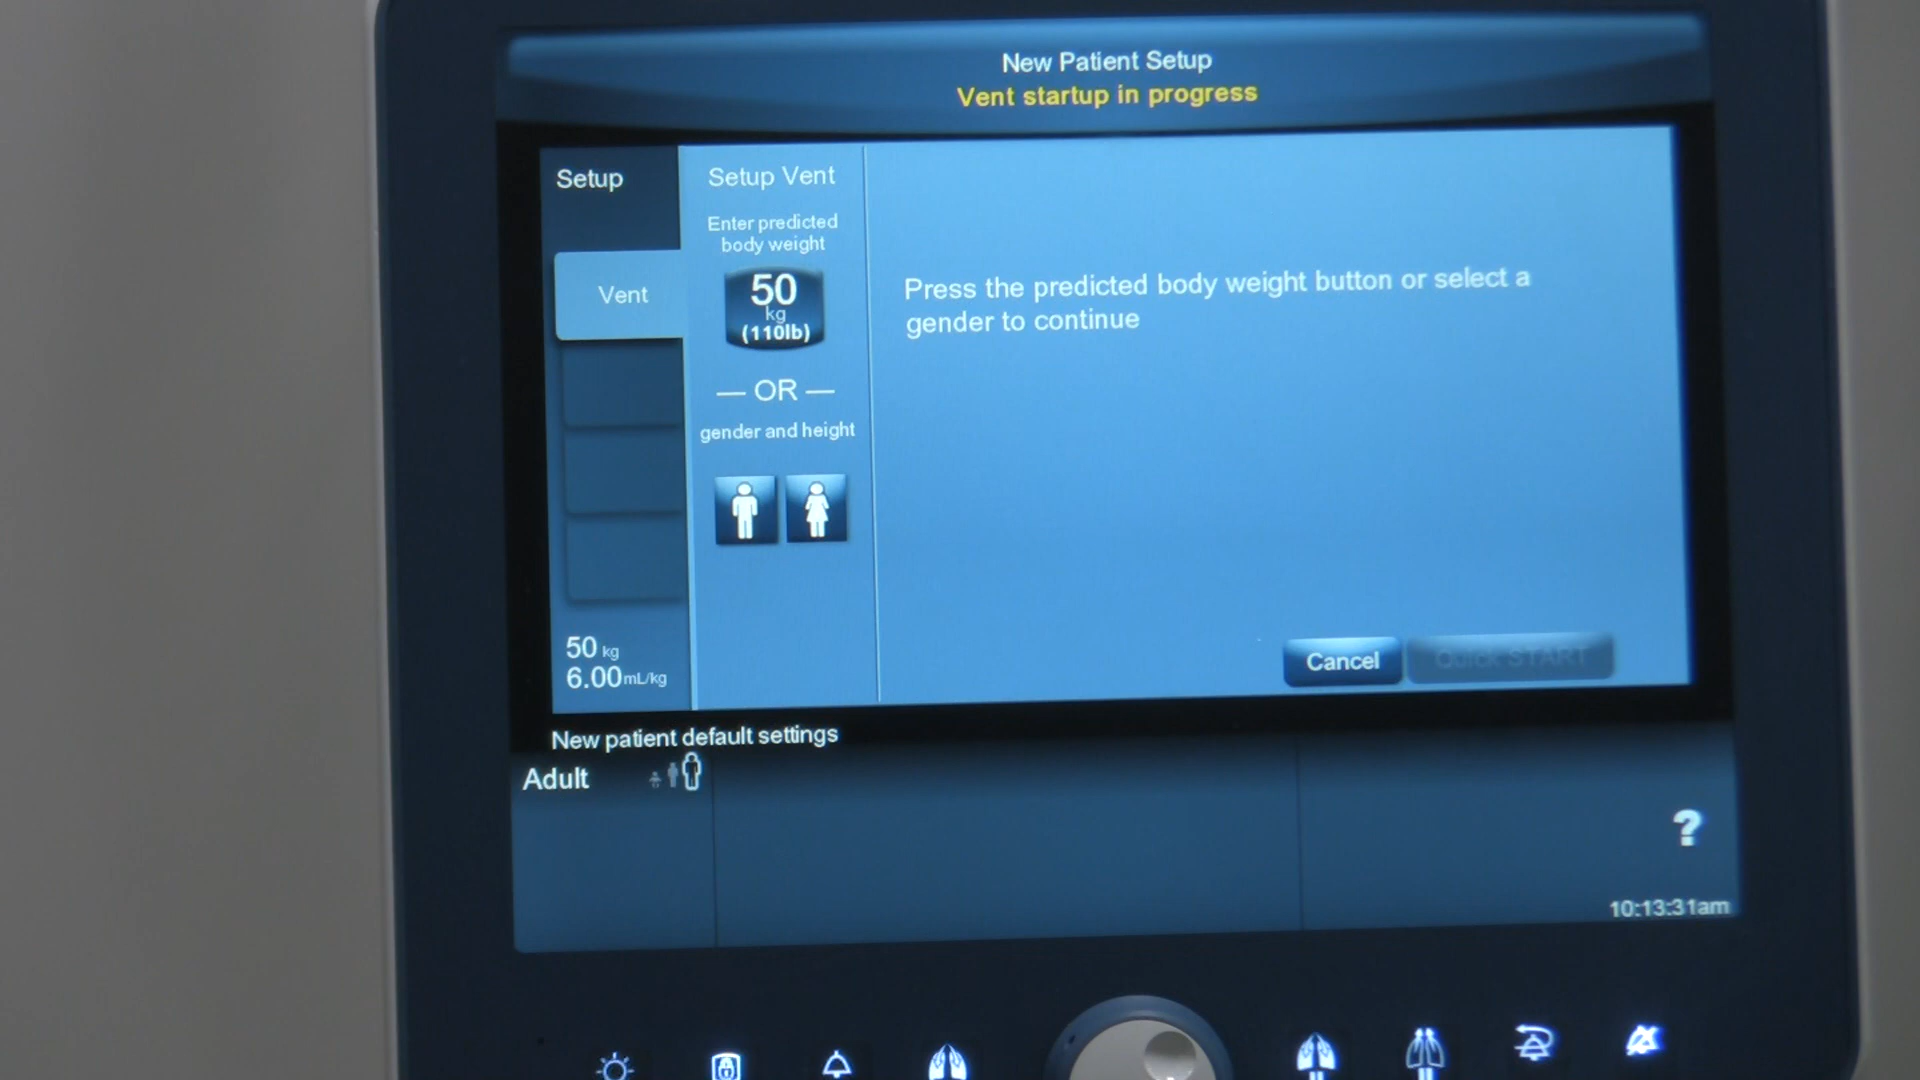 New Patient Setup
Vent startup in progress
Setup
Setup Vent
Enter predicted
body weight
50
kg
(110lb)
Vent
— OR —
gender and height
Press the predicted body weight button or select a
gender to continue
50 kg
6.00mL/kg
Cancel
Quick START
New patient default settings
Adult
?
10:13:31am